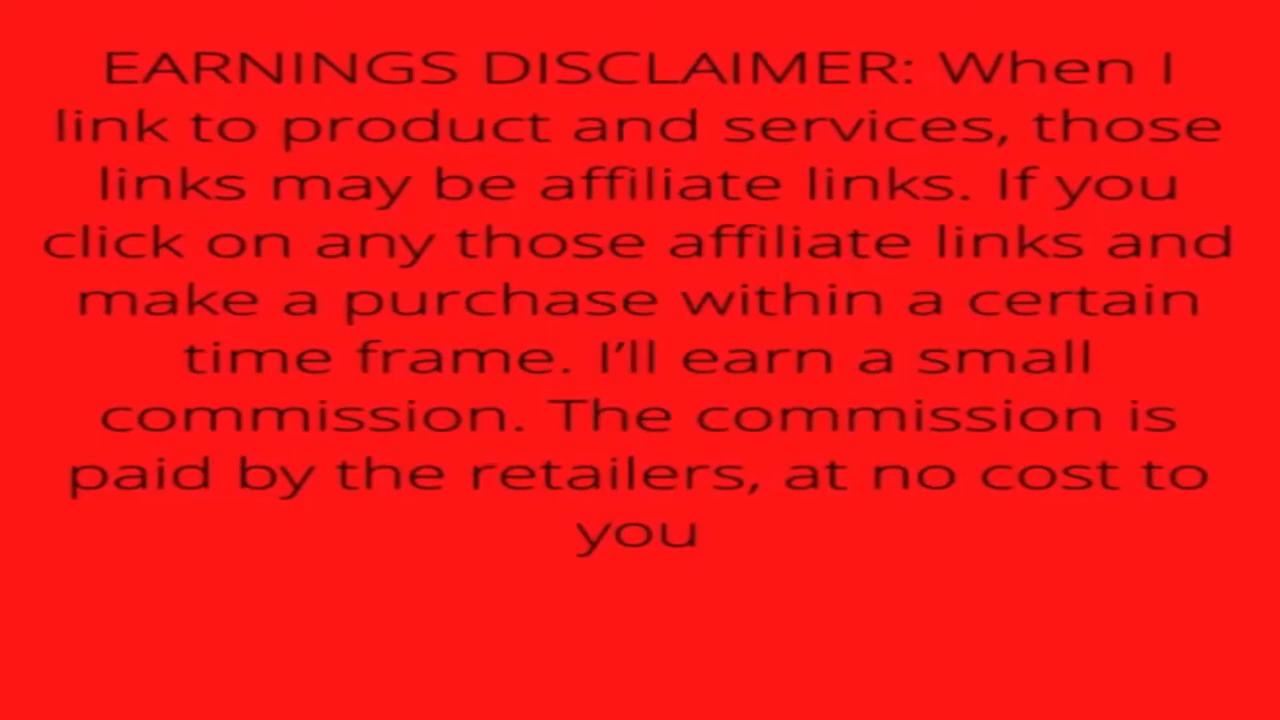 EARNINGS DISCLAIMER: When I
link to product and services, those
links may be affiliate links. If you
click on any those affiliate links and
make a purchase within a certain
time frame. I’ll earn a small
commission. The commission is
paid by the retailers, at no cost to
you